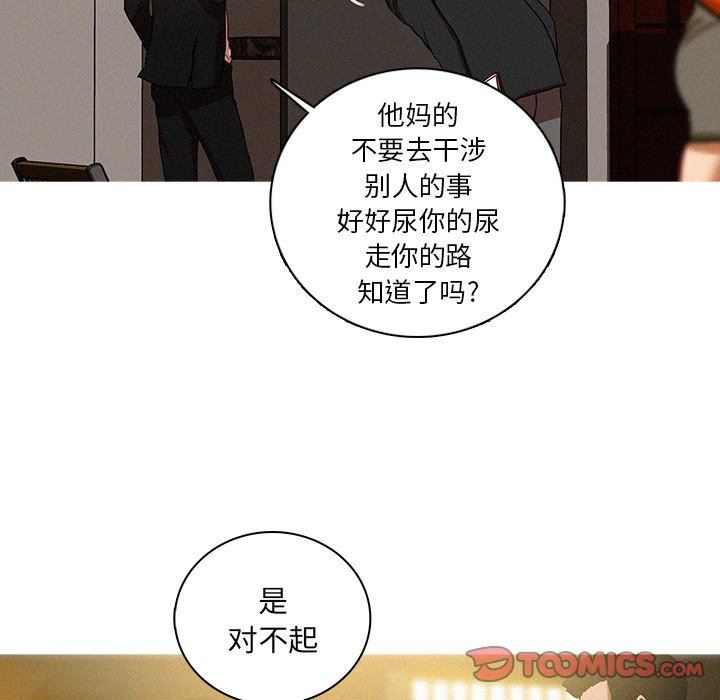 他妈的
不要去干涉
别人的事
好好尿你的尿
走你的路
知道了吗?
是
对不起
TOOMICS.COM